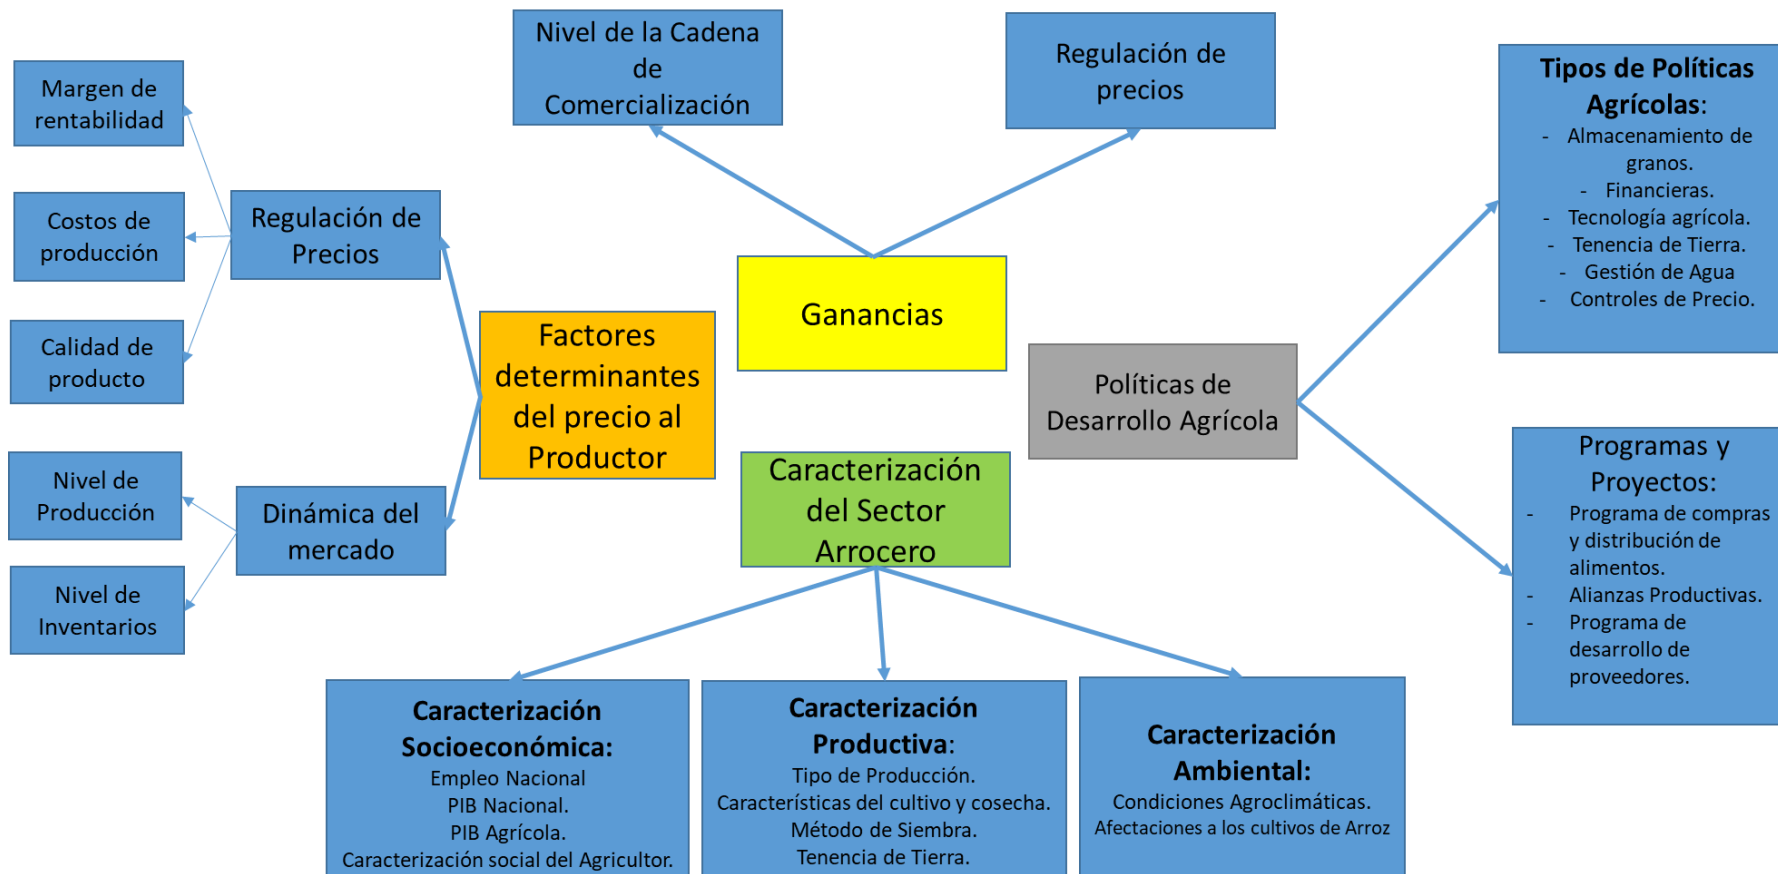 Nivel de la Cadena
de
Comercialización
Regulación de
precios
Margen de
rentabilidad
Costos de
producción
Calidad de
producto
Regulación de
Precios
Nivel de
Producción
Nivel de
Inventarios
Dinámica del
mercado
Factores
determinantes
del precio al
Productor
Ganancias
Políticas de
Desarrollo Agrícola
Caracterización
del Sector
Arrocero
Tipos de Políticas
Agrícolas:
- Almacenamiento de
granos.
- Financieras.
- Tecnología agrícola.
- Tenencia de Tierra.
- Gestión de Agua
- Controles de Precio.
Programas y
Proyectos:
- Programa de compras
y distribución de
alimentos.
- Alianzas Productivas.
- Programa de
desarrollo de
proveedores.
Caracterización
Socioeconómica:
Empleo Nacional
PIB Nacional.
PIB Agrícola.
Caracterización social del Agricultor.
Caracterización
Productiva:
Tipo de Producción.
Características del cultivo y cosecha.
Método de Siembra.
Tenencia de Tierra.
Caracterización
Ambiental:
Condiciones Agroclimáticas.
Afectaciones a los cultivos de Arroz